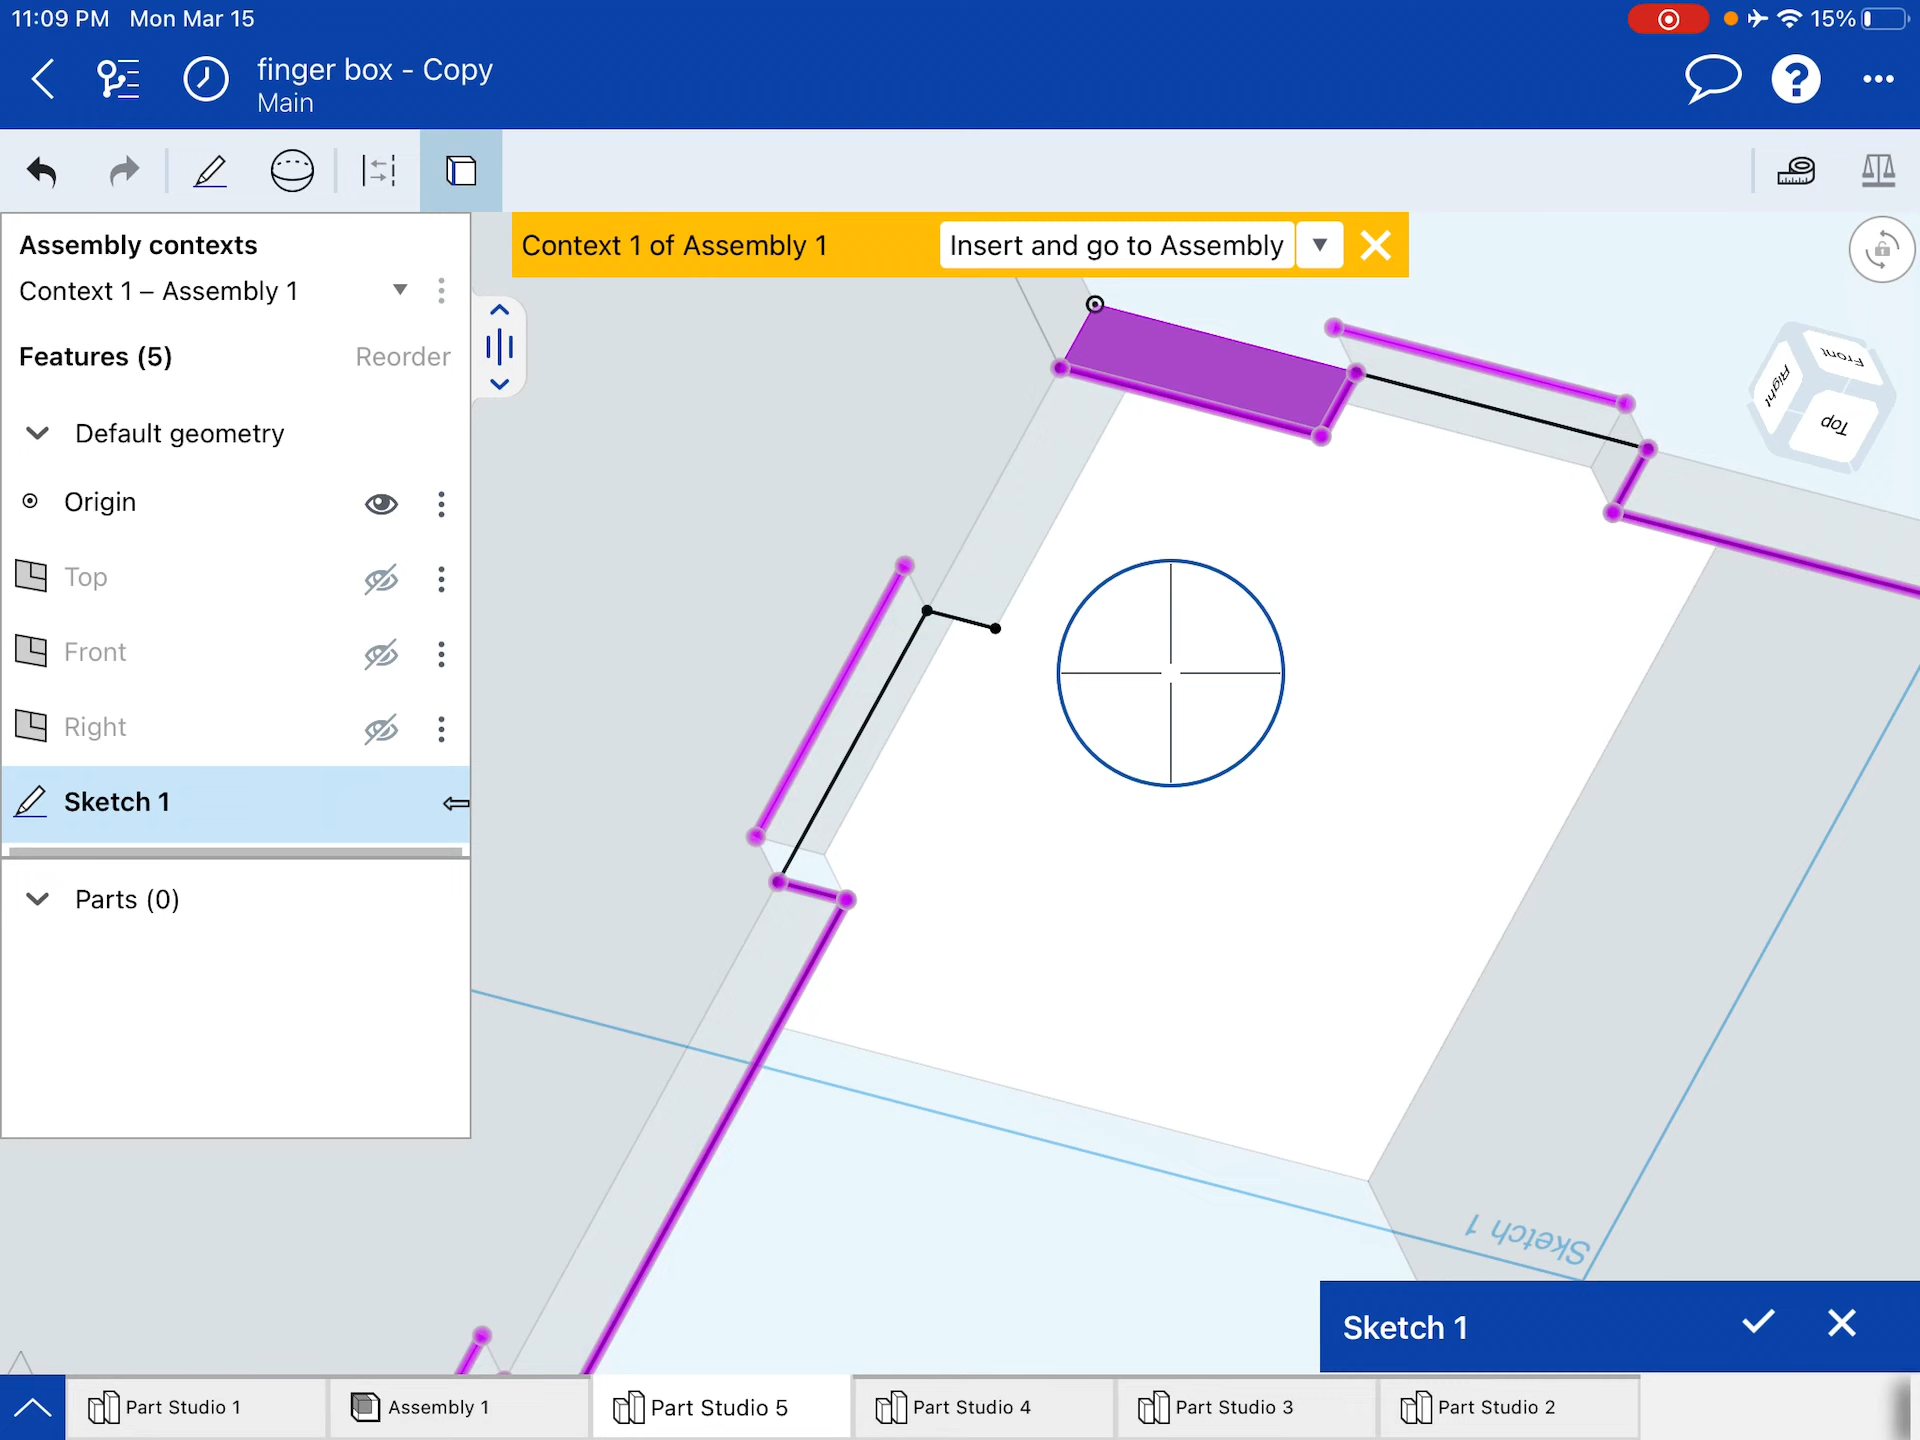 11:09 PM Mon Mar 15
15%
finger box - Copy
Main
Assembly contexts
Context 1 – Assembly 1
Features (5)
Reorder
Default geometry
Origin
Top
Front
Right
Sketch 1
Parts (0)
Context 1 of Assembly 1
Insert and go to Assembly
Front
Right
Top
Sketch 1
Sketch 1
Part Studio 1
Assembly 1
Part Studio 5
Part Studio 4
Part Studio 3
Part Studio 2